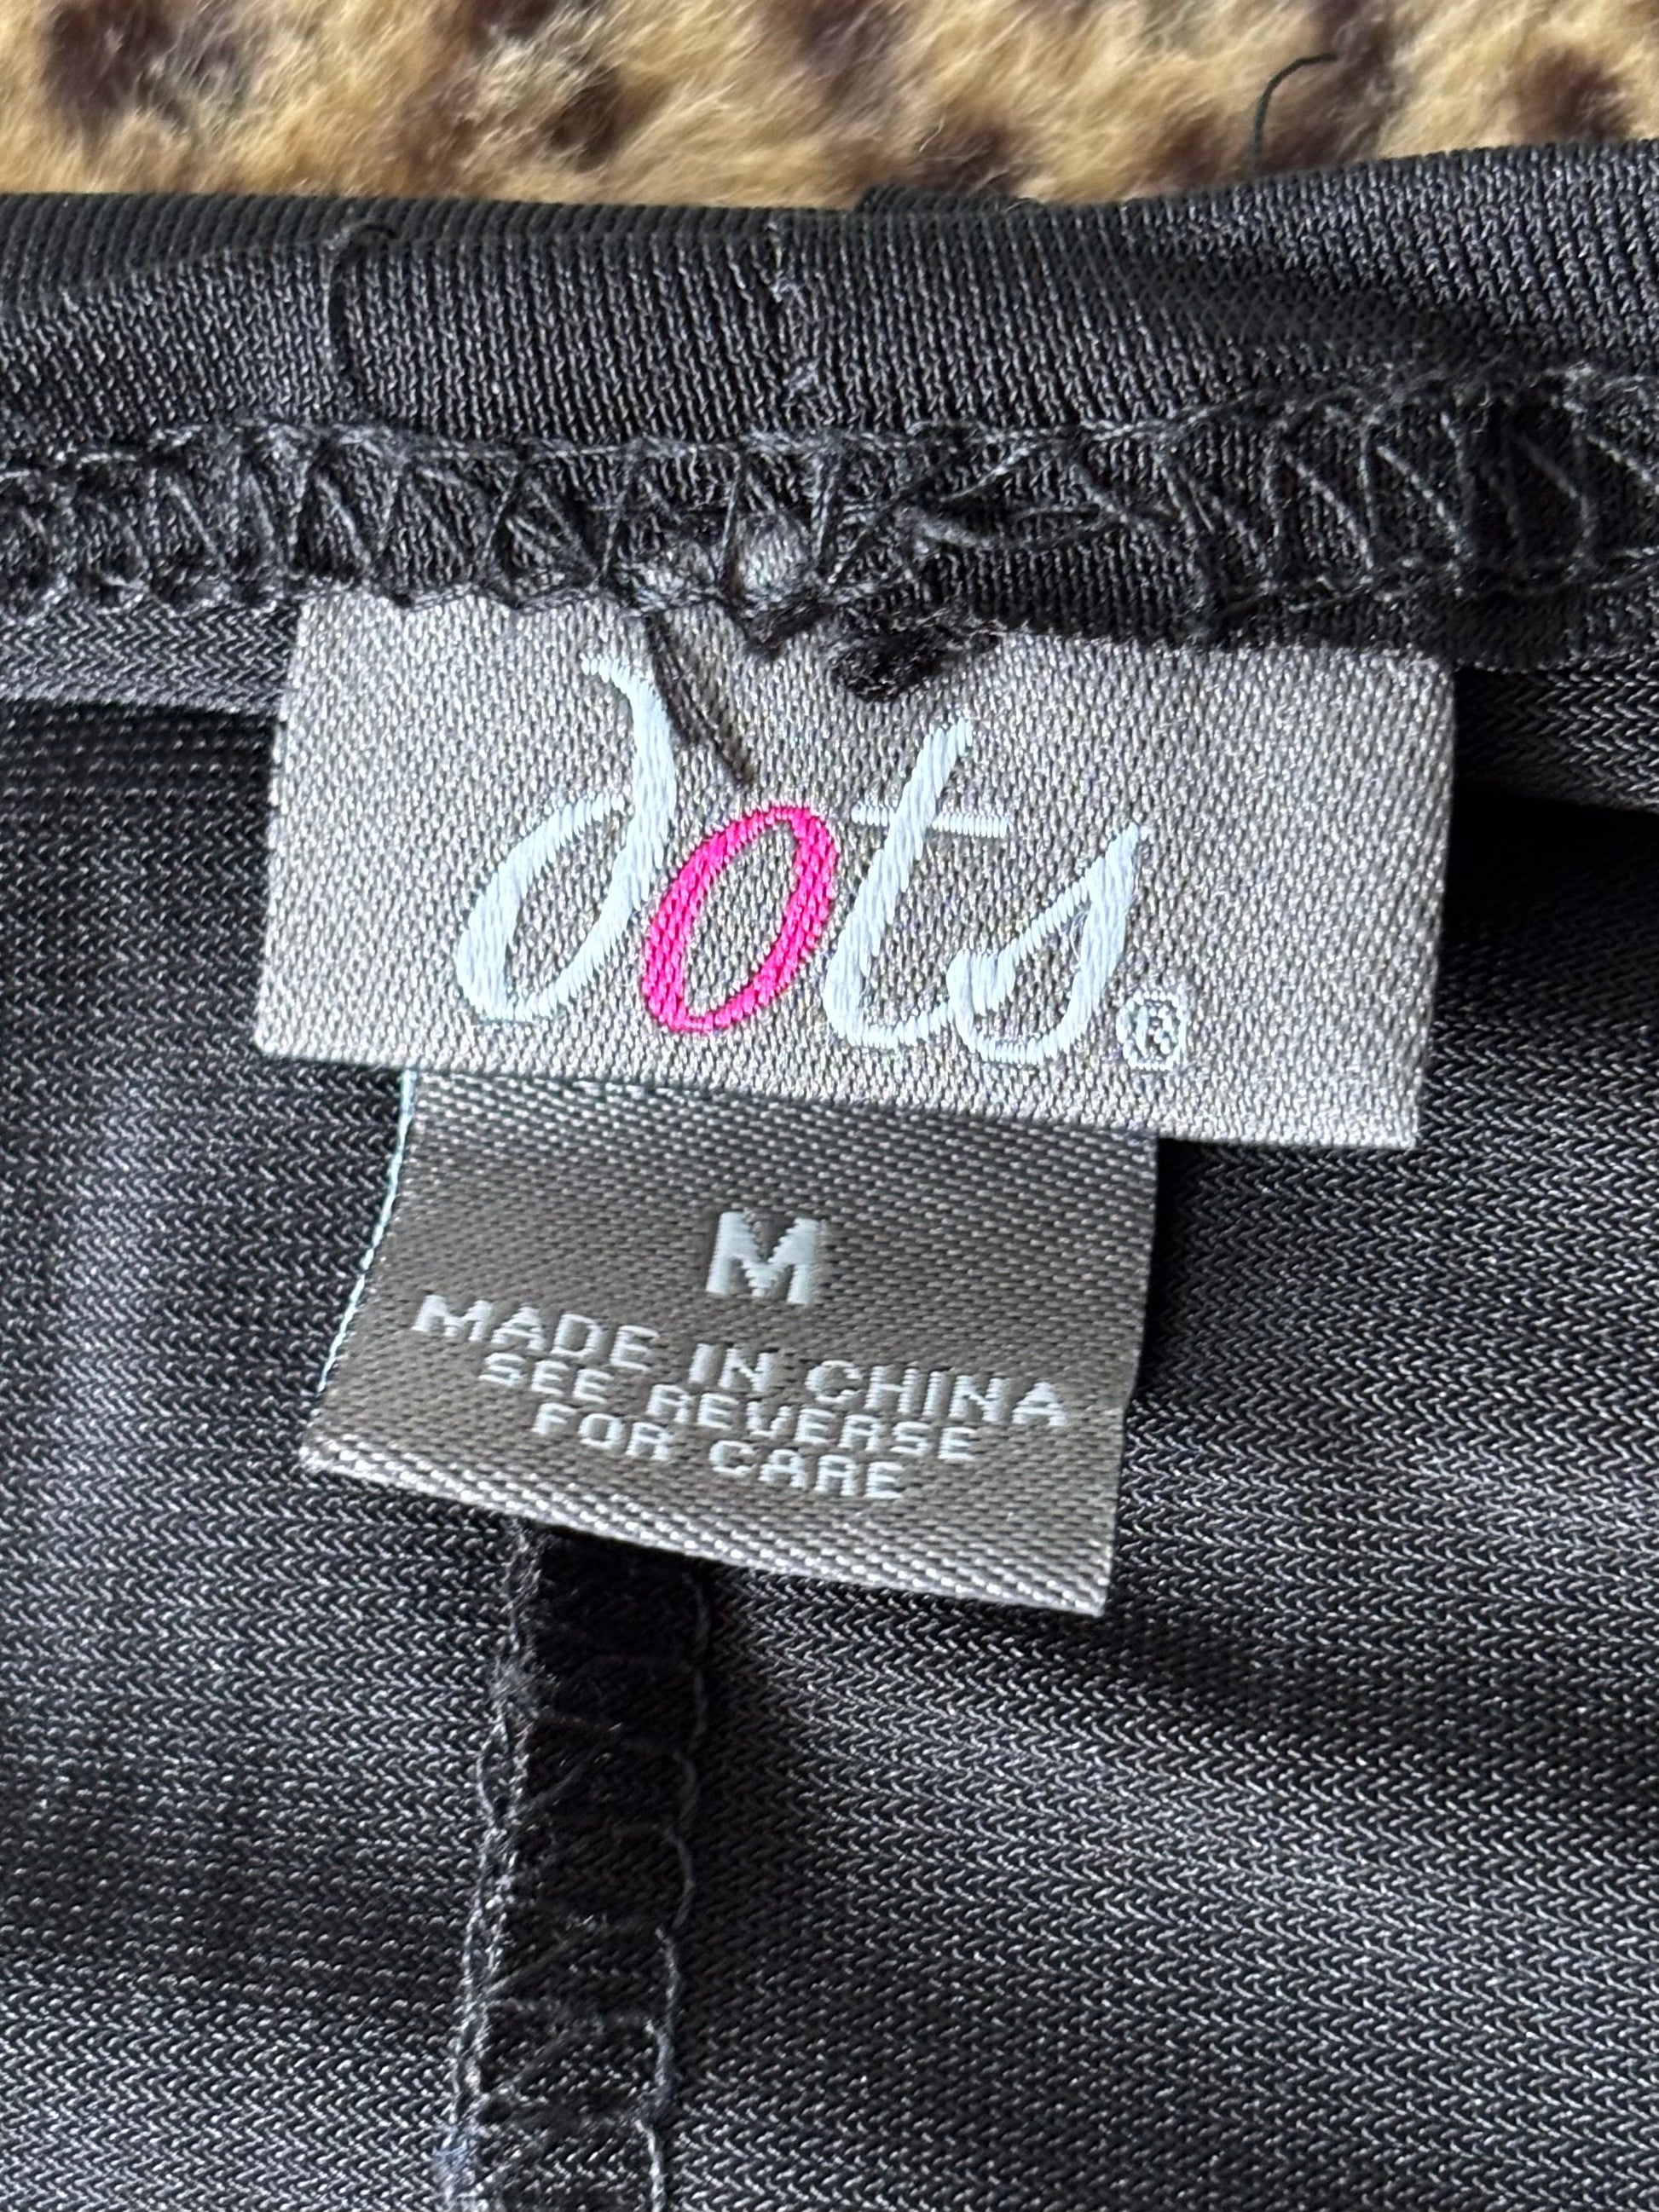 dots®
M
MADE IN CHINA
SEE REVERSE
FOR CARE